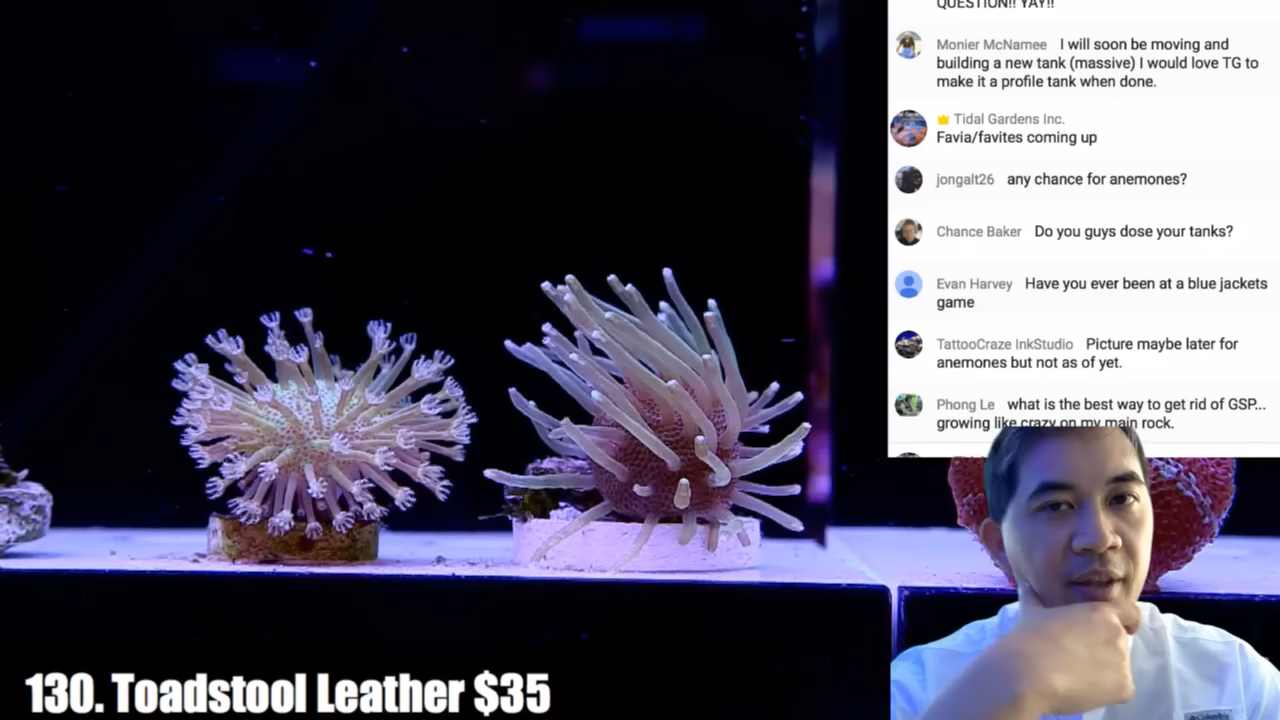 QUESTION!! YAY!!
Monier McNamee I will soon be moving and
building a new tank (massive) I would love TG to
make it a profile tank when done.
Tidal Gardens Inc.
Favia/favites coming up
jongalt26 any chance for anemones?
Chance Baker Do you guys dose your tanks?
Evan Harvey Have you ever been at a blue jackets
game
TattooCraze InkStudio Picture maybe later for
anemones but not as of yet.
Phong Le what is the best way to get rid of GSP...
growing like crazy on my main rock.
130. Toadstool Leather $35